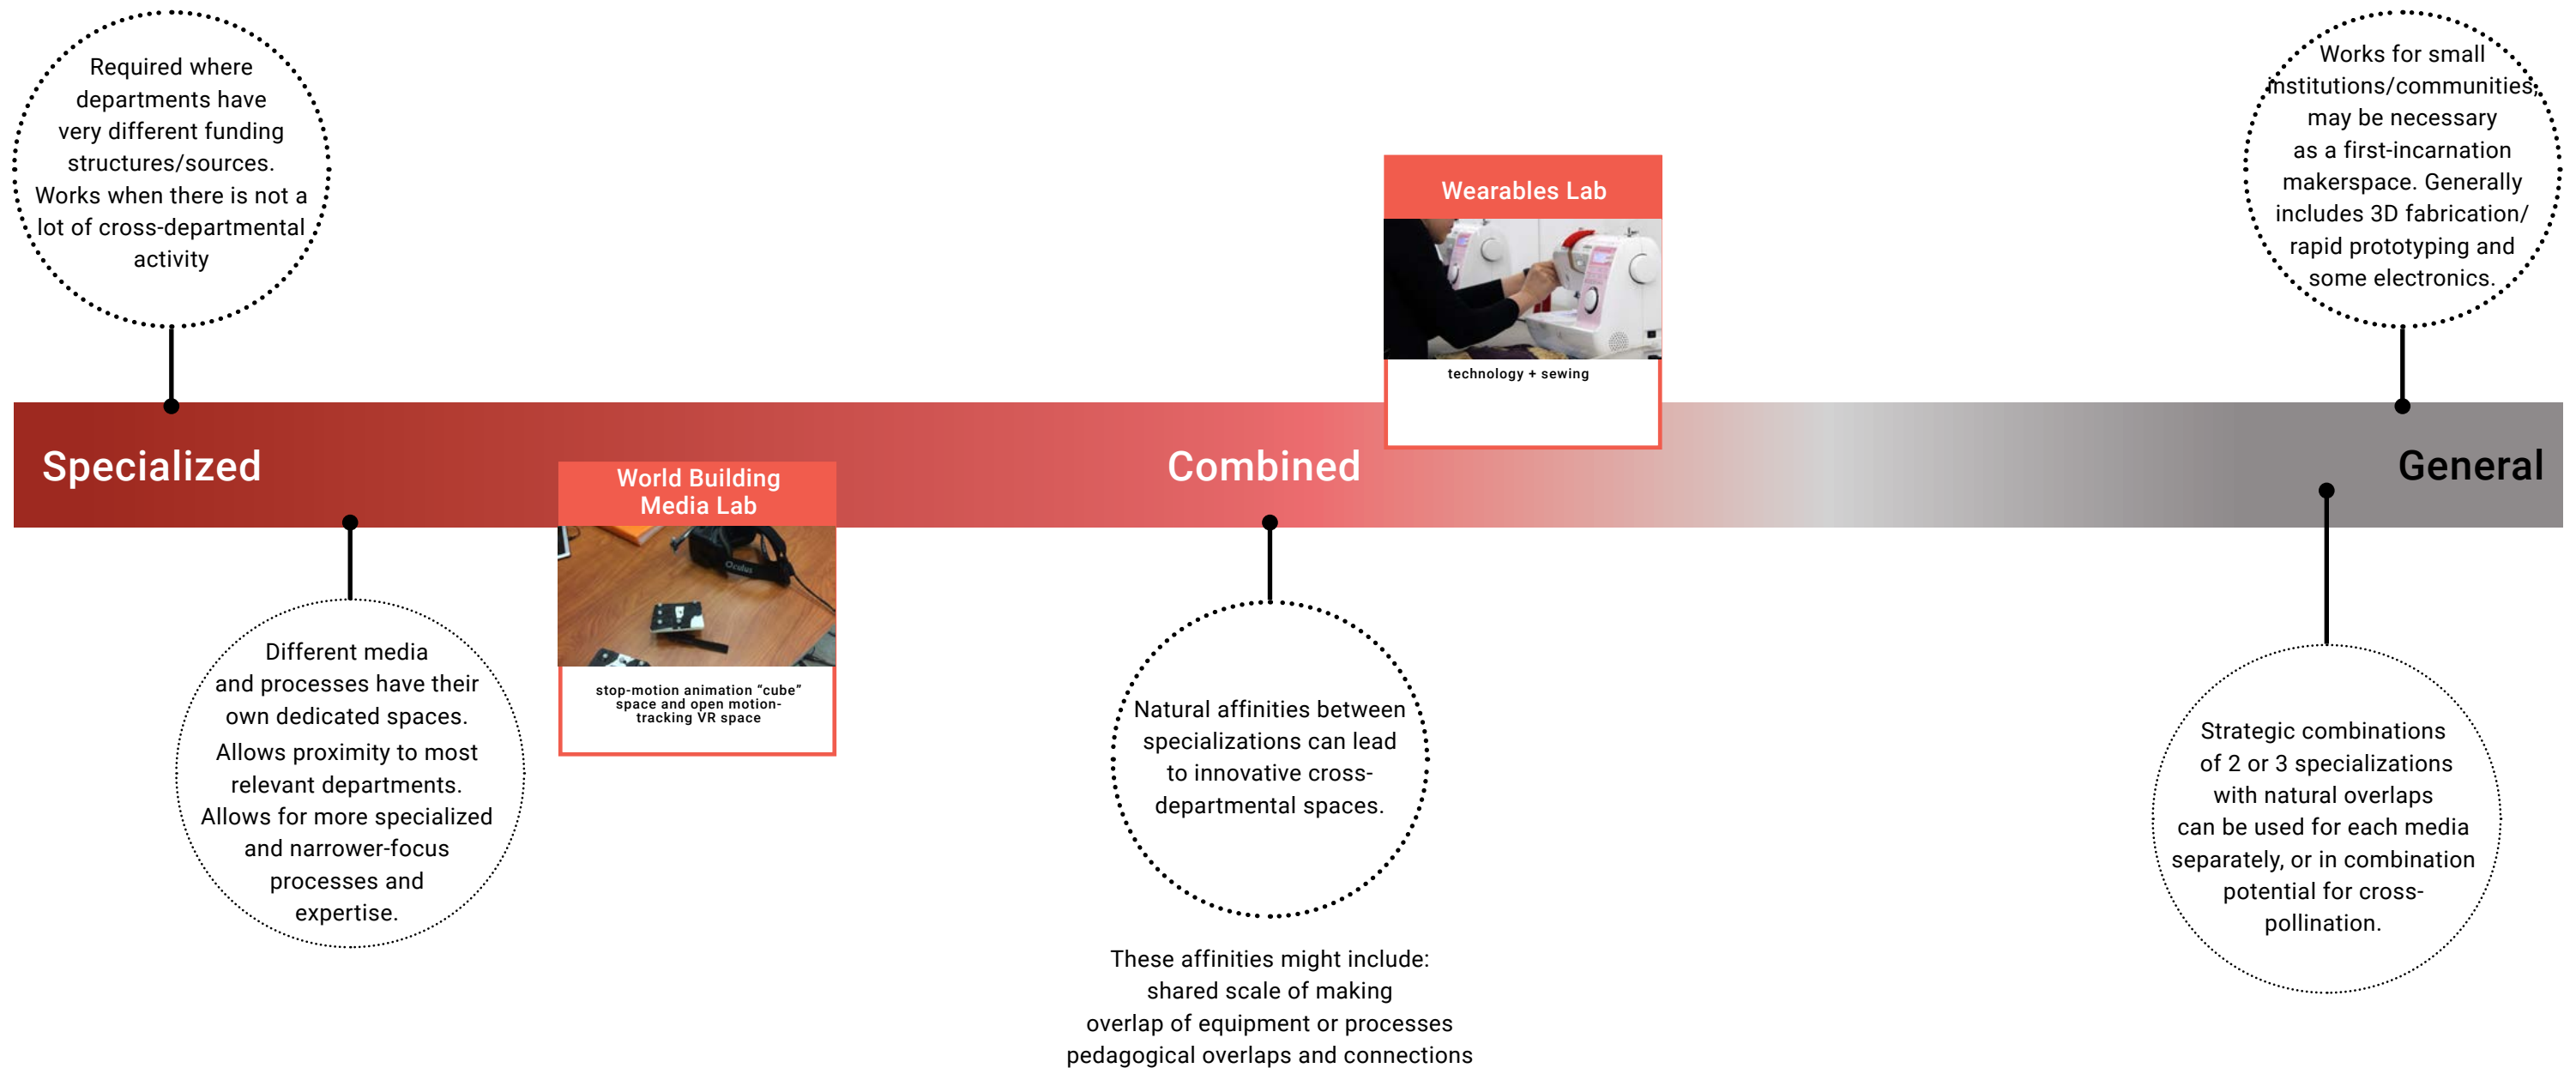 Required where
departments have
very different funding
structures/sources.
Works when there is not a
lot of cross-departmental
activity
Works for small
institutions/communities,
may be necessary
as a first-incarnation
makerspace. Generally
includes 3D fabrication/
rapid prototyping and
some electronics.
Wearables Lab
technology + sewing
Specialized
Combined
General
World Building
Media Lab
Oculus
stop-motion animation “cube”
space and open motion-
tracking VR space
Different media
and processes have their
own dedicated spaces.
Allows proximity to most
relevant departments.
Allows for more specialized
and narrower-focus
processes and
expertise.
Natural affinities between
specializations can lead
to innovative cross-
departmental spaces.
These affinities might include:
shared scale of making
overlap of equipment or processes
pedagogical overlaps and connections
Strategic combinations
of 2 or 3 specializations
with natural overlaps
can be used for each media
separately, or in combination
potential for cross-
pollination.